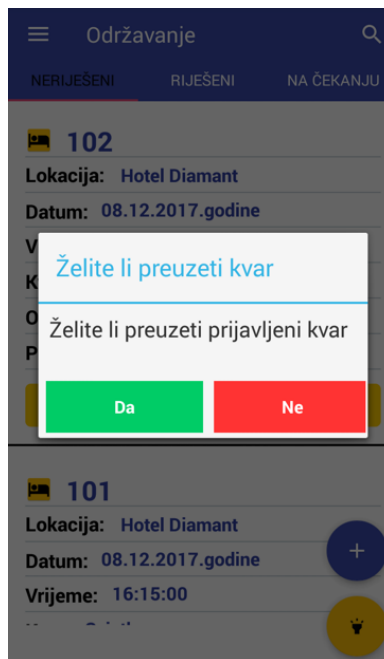 Održavanje
NERIJEŠENI RIJEŠENI NA ČEKANJU
102
Lokacija: Hotel Diamant
Datum: 08.12.2017.godine
V
K
O
P
Želite li preuzeti kvar
Želite li preuzeti prijavljeni kvar
Da Ne
101
Lokacija: Hotel Diamant
Datum: 08.12.2017.godine
Vrijeme: 16:15:00